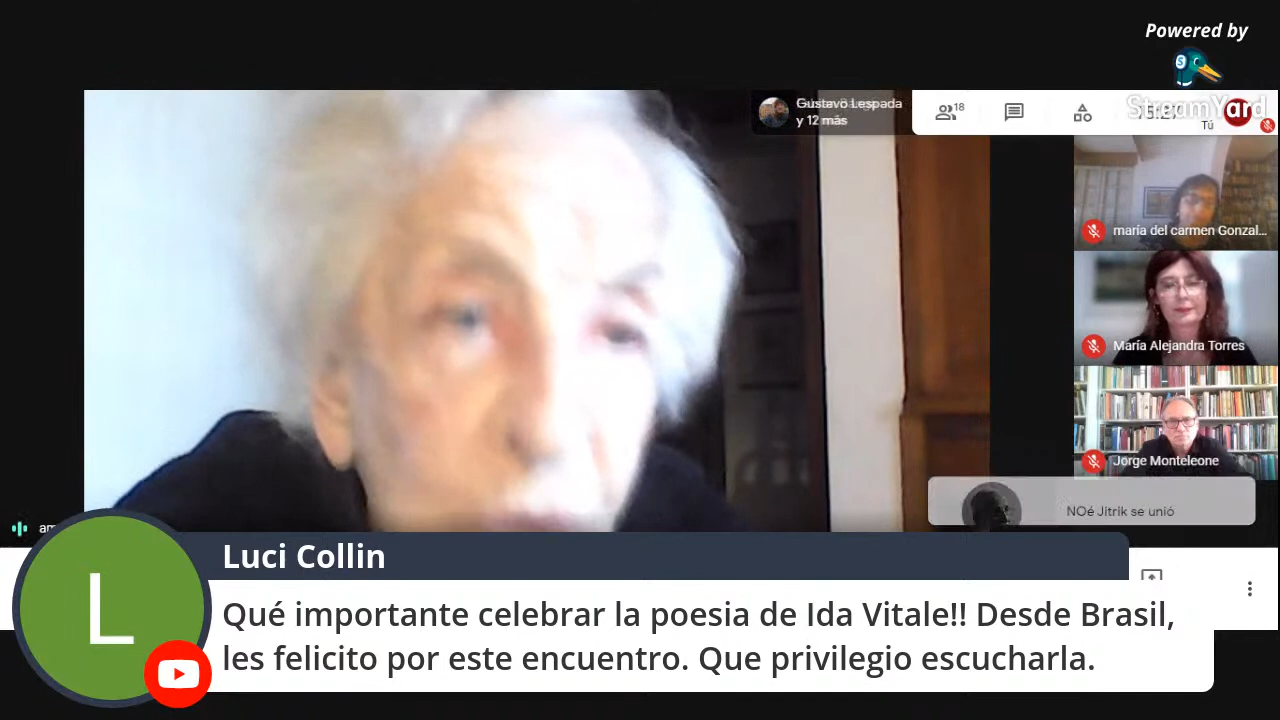 Powered by
StreamYard
Gustavo Lespada
y 12 más
18
Tú
maría del carmen Gonzal...
María Alejandra Torres
Jorge Monteleone
NOé Jitrik se unió
am
L
Luci Collin
Qué importante celebrar la poesia de Ida Vitale!! Desde Brasil,
les felicito por este encuentro. Que privilegio escucharla.